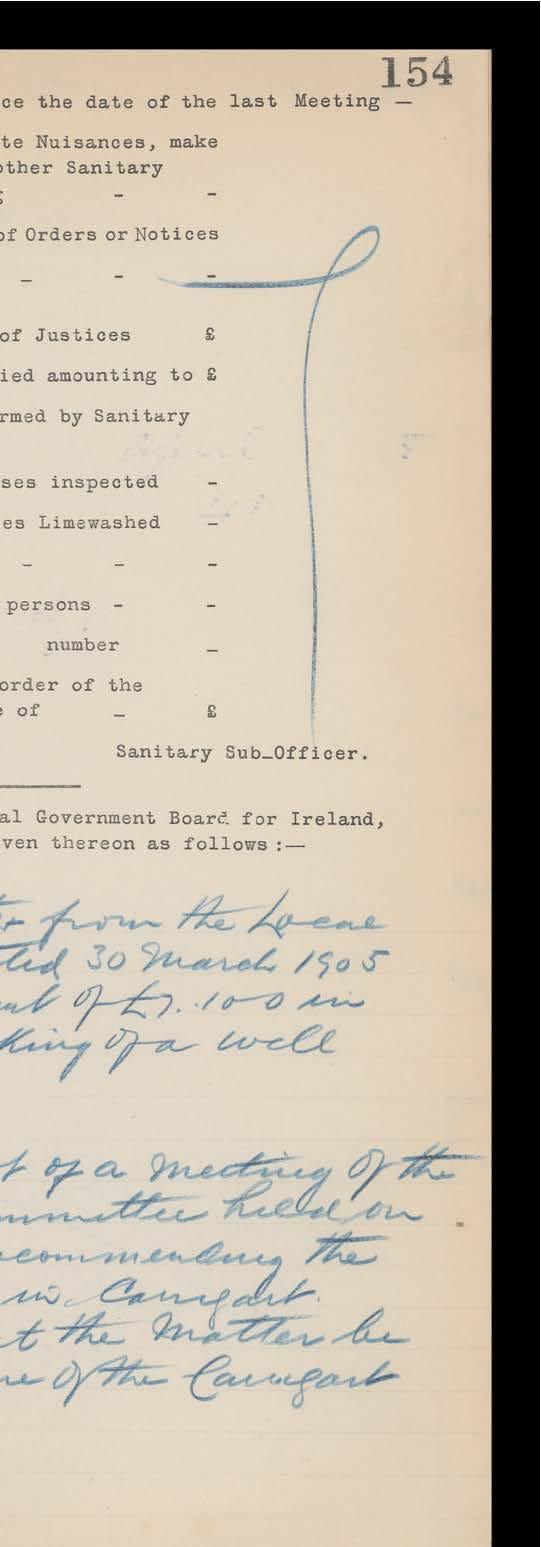 154
ce the date of the last Meeting —
te Nuisances, make
other Sanitary
- -
of Orders or Notices
- - -
of Justices £
ied amounting to £
rmed by Sanitary
ses inspected -
es Limewashed -
- - -
persons - -
number -
order of the
of - £
Sanitary Sub-Officer.
al Government Board for Ireland,
ven thereon as follows :—
from the Local
ted 30 March 1905
of £7.10-0 in
king of a well
t of a Meeting of the
mmittee held on
ecommending the
in Carrigart.
t the Matter be
re of the Carrigart